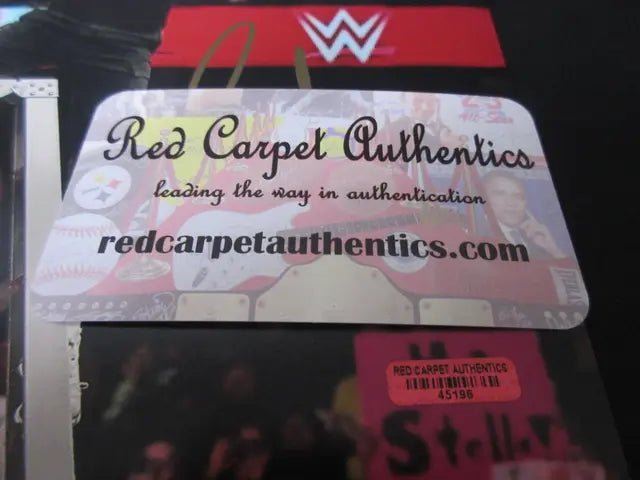 W
Red Carpet Authentics
leading the way in authentication
redcarpetauthentics.com
RED CARPET AUTHENTICS
45196